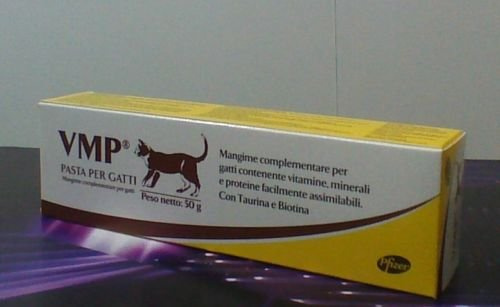 VMP®
PASTA PER GATTI
Mangime complementare per gatti
Peso netto: 50 g
Mangime complementare per
gatti contenente vitamine, minerali
e proteine facilmente assimilabili.
Con Taurina e Biotina
Pfizer